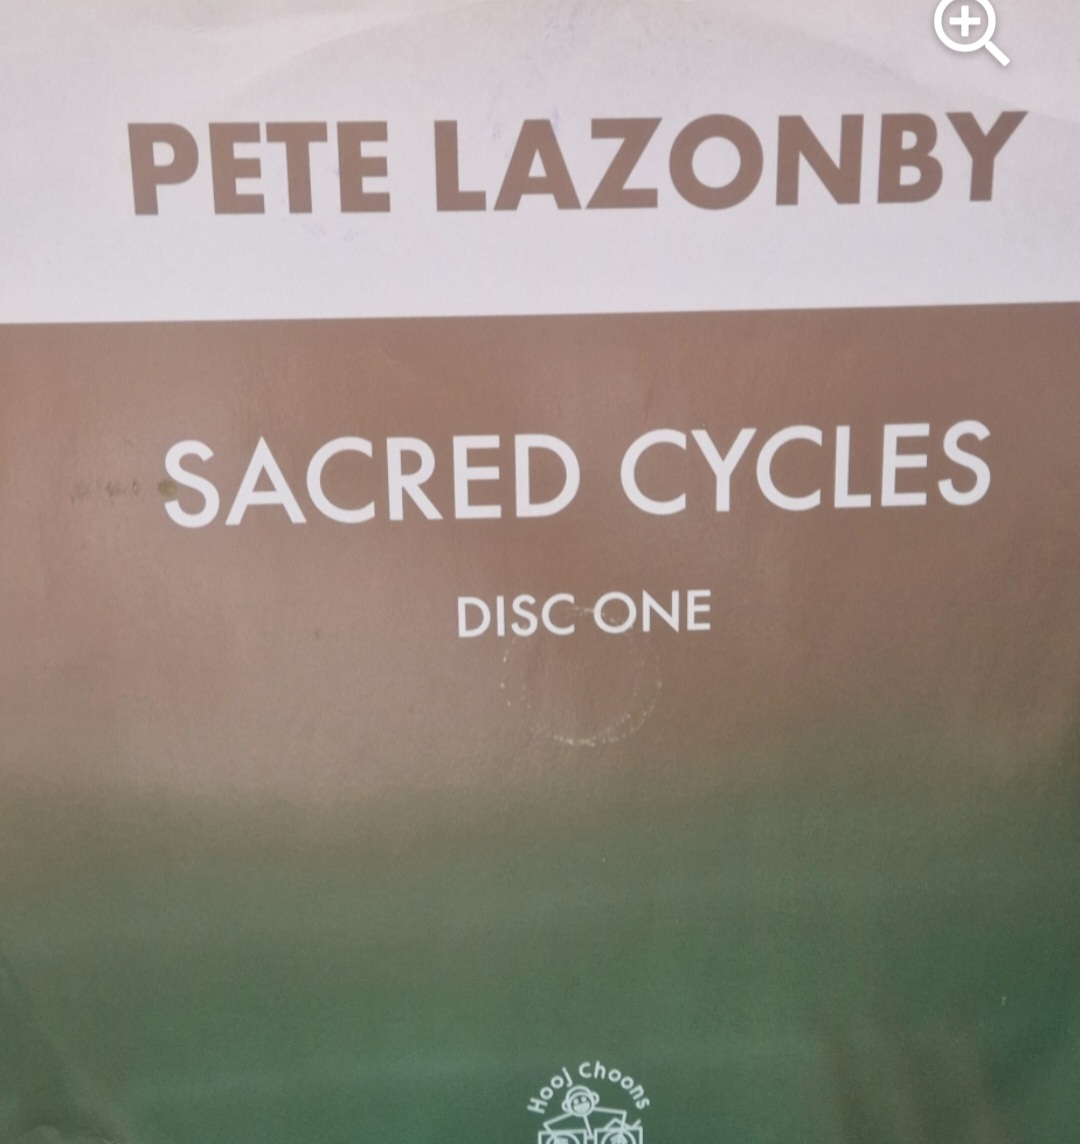 PETE LAZONBY
SACRED CYCLES
DISC ONE
Hooj Choons